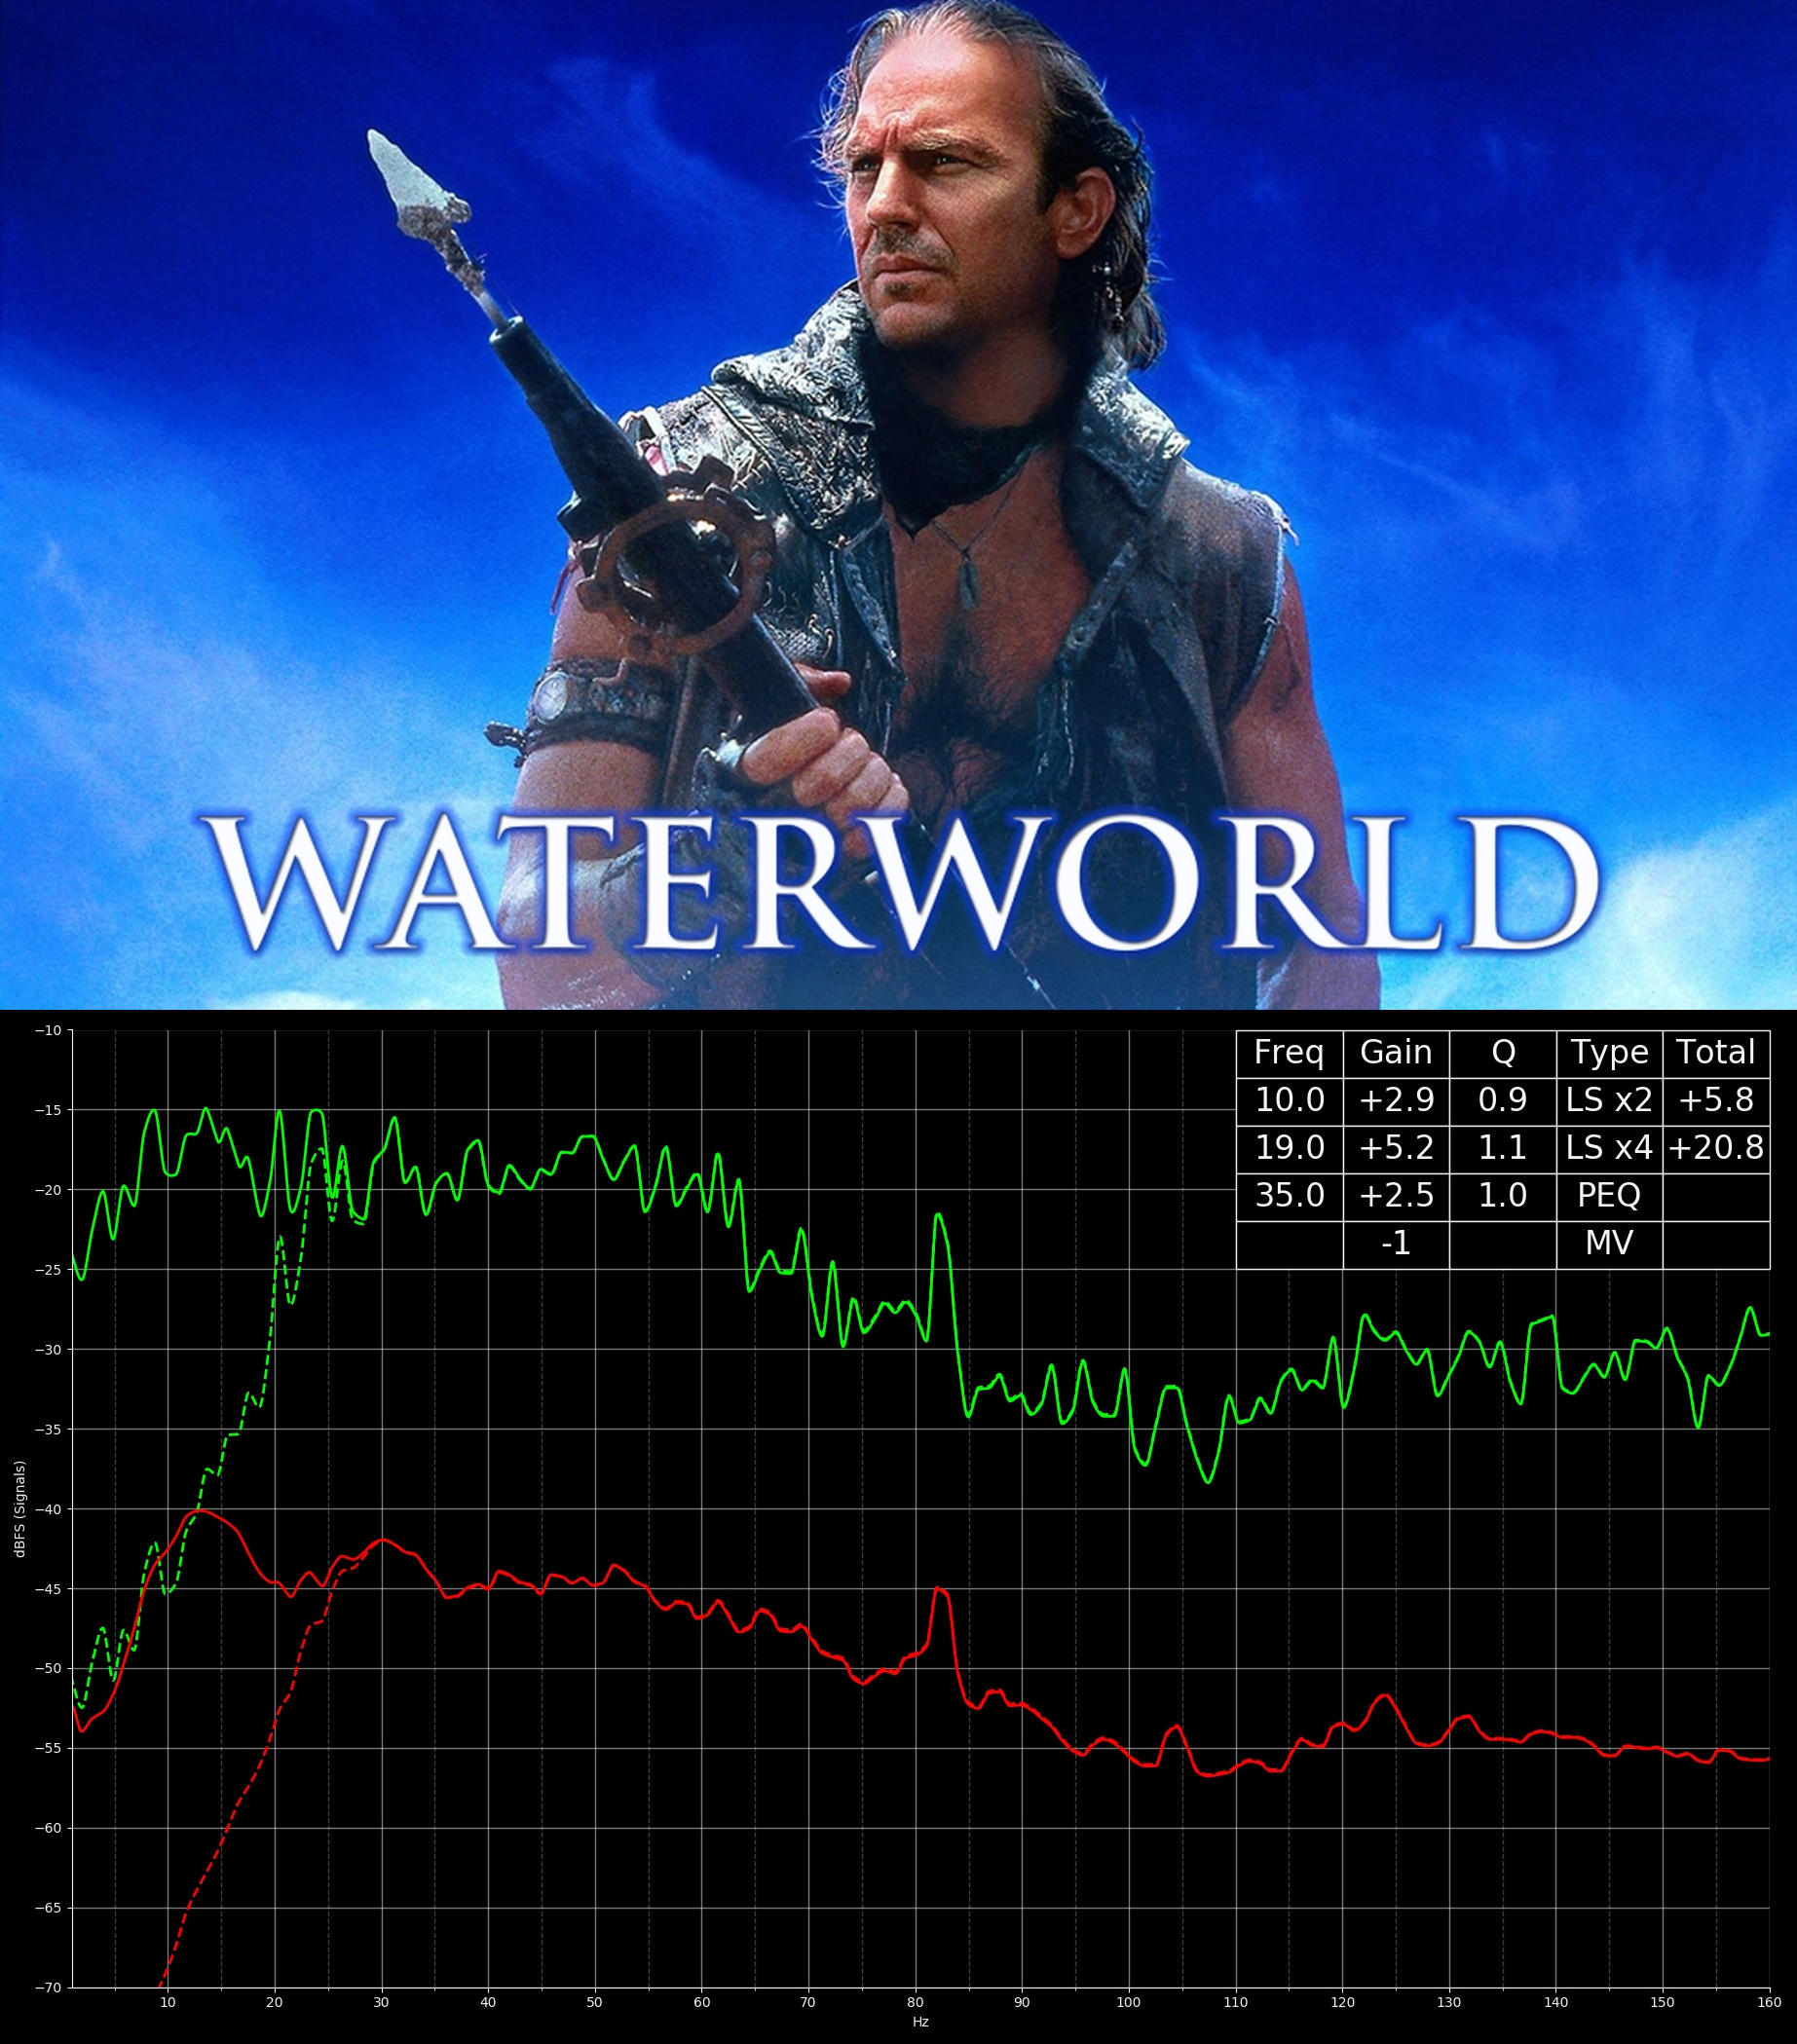 WATERWORLD
Freq Gain Q Type Total
10.0 +2.9 0.9 LS x2 +5.8
19.0 +5.2 1.1 LS x4 +20.8
35.0 +2.5 1.0 PEQ
-1 MV
−10
−15
−20
−25
−30
−35
−40
−45
−50
−55
−60
−65
−70
dBFS (Signals)
10 20 30 40 50 60 70 80 90 100 110 120 130 140 150 160
Hz